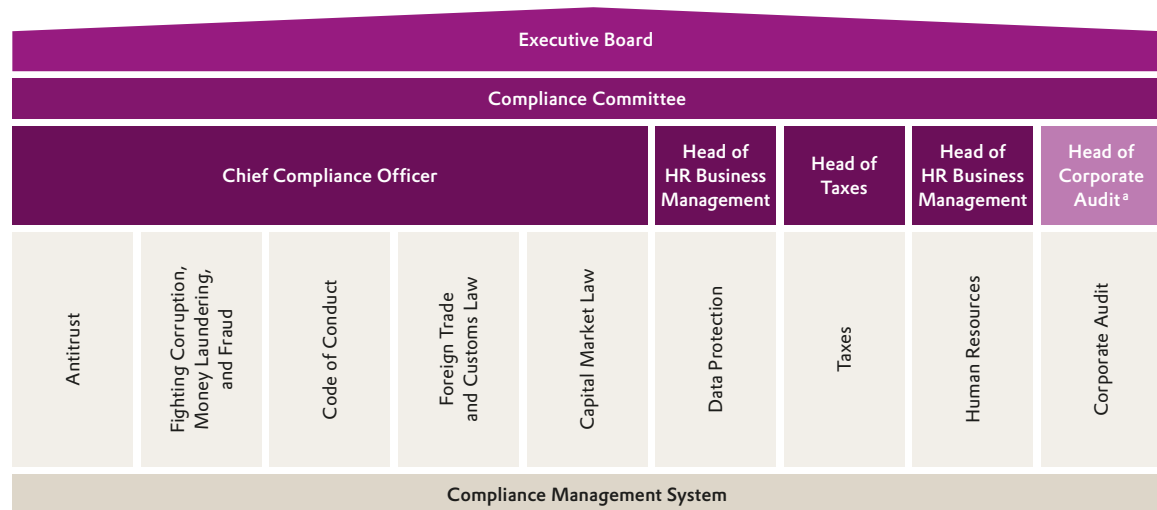 Executive Board
Compliance Committee
Chief Compliance Officer
Head of
HR Business
Management
Head of
Taxes
Head of
HR Business
Management
Head of
Corporate
Audit a
Antitrust
Fighting Corruption,
Money Laundering,
and Fraud
Code of Conduct
Foreign Trade
and Customs Law
Capital Market Law
Data Protection
Taxes
Human Resources
Corporate Audit
Compliance Management System